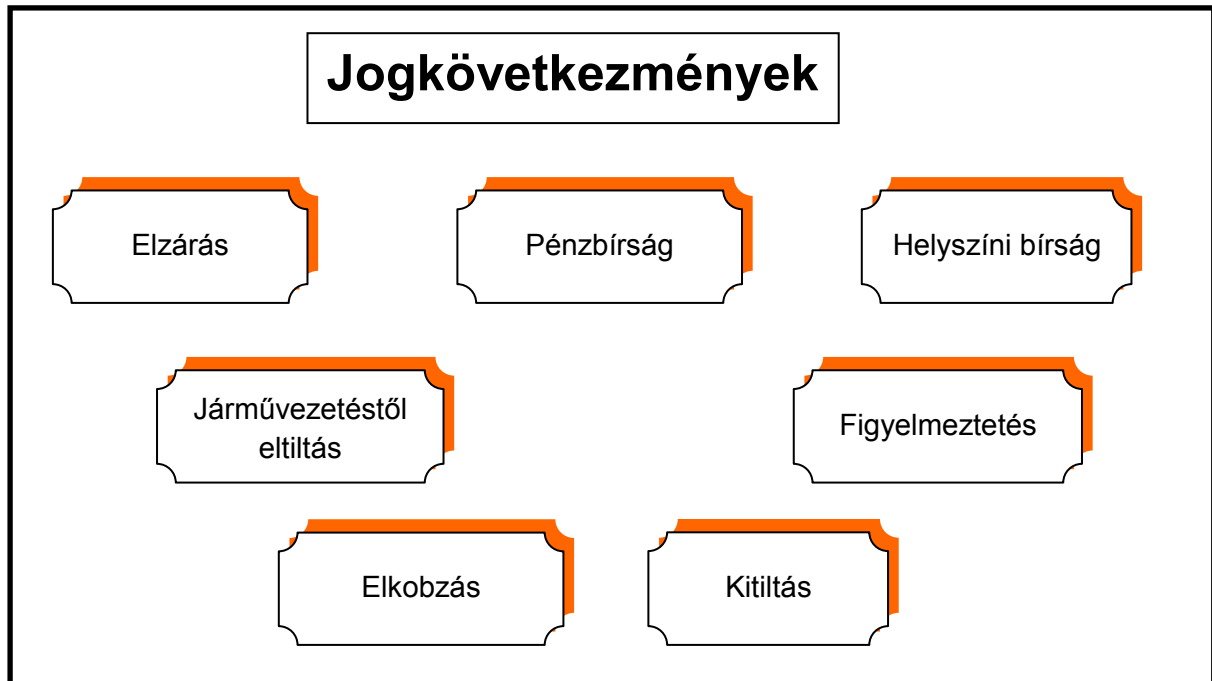 Jogkövetkezmények
Elzárás
Pénzbírság
Helyszíni bírság
Járművezetéstől
eltiltás
Figyelmeztetés
Elkobzás
Kitiltás